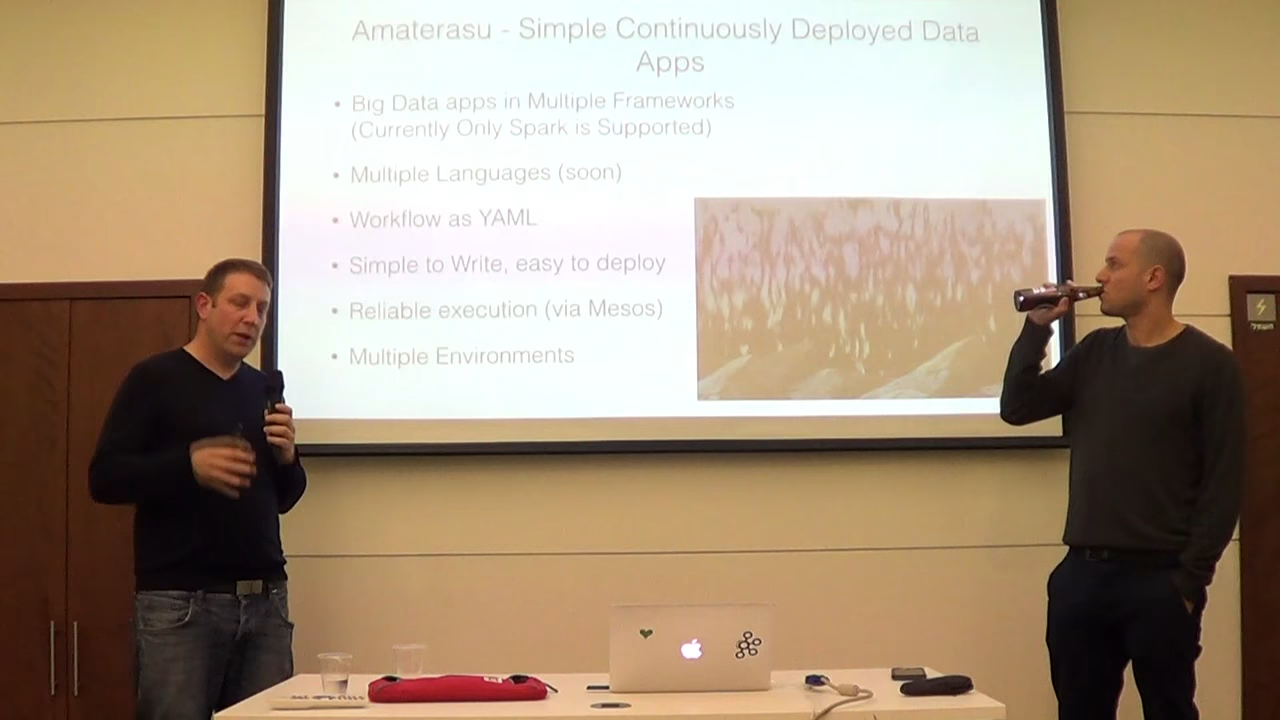 Amaterasu - Simple Continuously Deployed Data
Apps
• Big Data apps in Multiple Frameworks
(Currently Only Spark is Supported)
• Multiple Languages (soon)
• Workflow as YAML
• Simple to Write, easy to deploy
• Reliable execution (via Mesos)
• Multiple Environments
חשמל